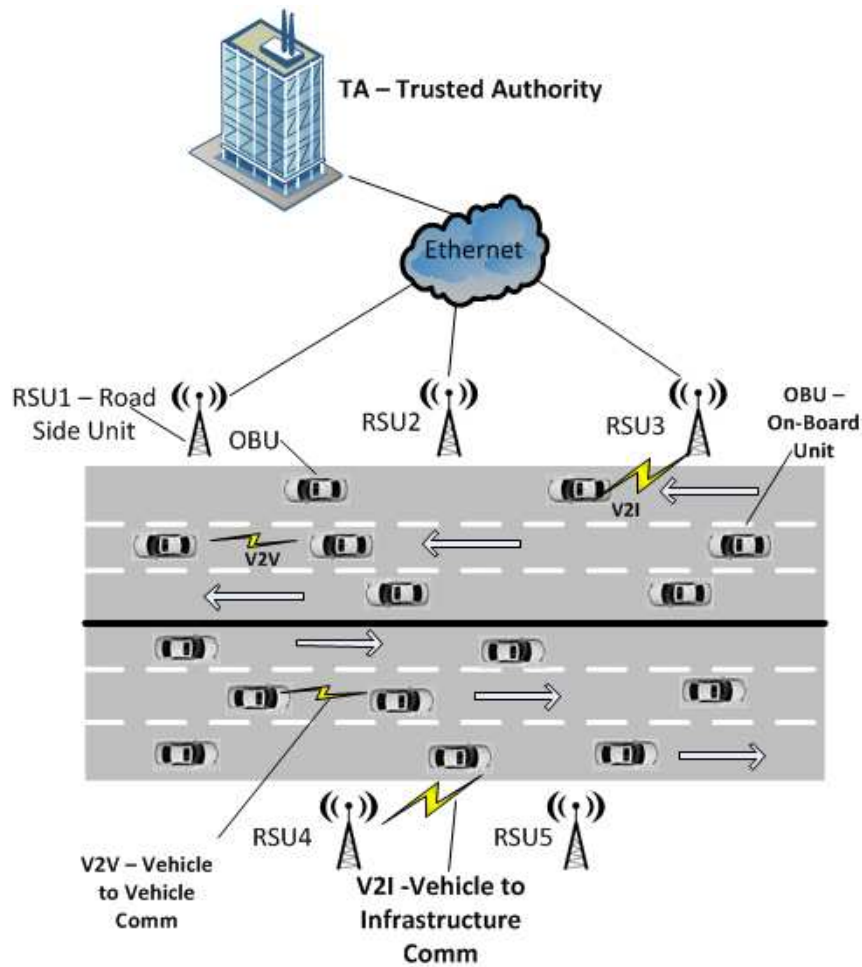 TA – Trusted Authority
Ethernet
RSU1 – Road
Side Unit
OBU
RSU2
RSU3
OBU –
On-Board
Unit
V2I
V2V
RSU4
RSU5
V2V – Vehicle
to Vehicle
Comm
V2I -Vehicle to
Infrastructure
Comm